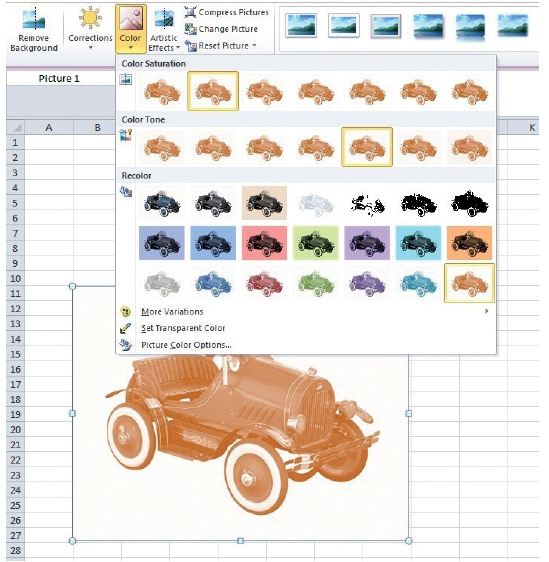 Remove
Background
Corrections
Color
Artistic
Effects
Compress Pictures
Change Picture
Reset Picture
Picture 1
Color Saturation
Color Tone
Recolor
More Variations
Set Transparent Color
Picture Color Options...
A B K
1
2
3
4
5
6
7
8
9
10
11
12
13
14
15
16
17
18
19
20
21
22
23
24
25
26
27
28